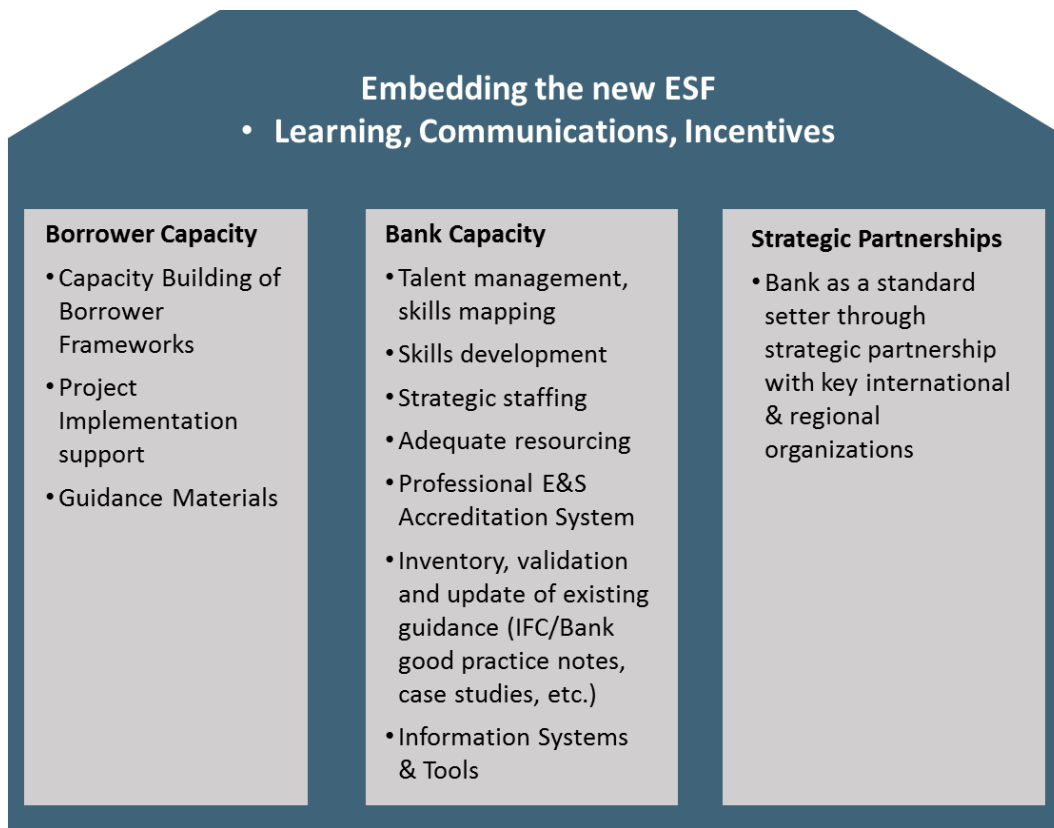 Embedding the new ESF
• Learning, Communications, Incentives
Borrower Capacity
• Capacity Building of
Borrower
Frameworks
• Project
Implementation
support
• Guidance Materials
Bank Capacity
• Talent management,
skills mapping
• Skills development
• Strategic staffing
• Adequate resourcing
• Professional E&S
Accreditation System
• Inventory, validation
and update of existing
guidance (IFC/Bank
good practice notes,
case studies, etc.)
• Information Systems
& Tools
Strategic Partnerships
• Bank as a standard
setter through
strategic partnership
with key international
& regional
organizations